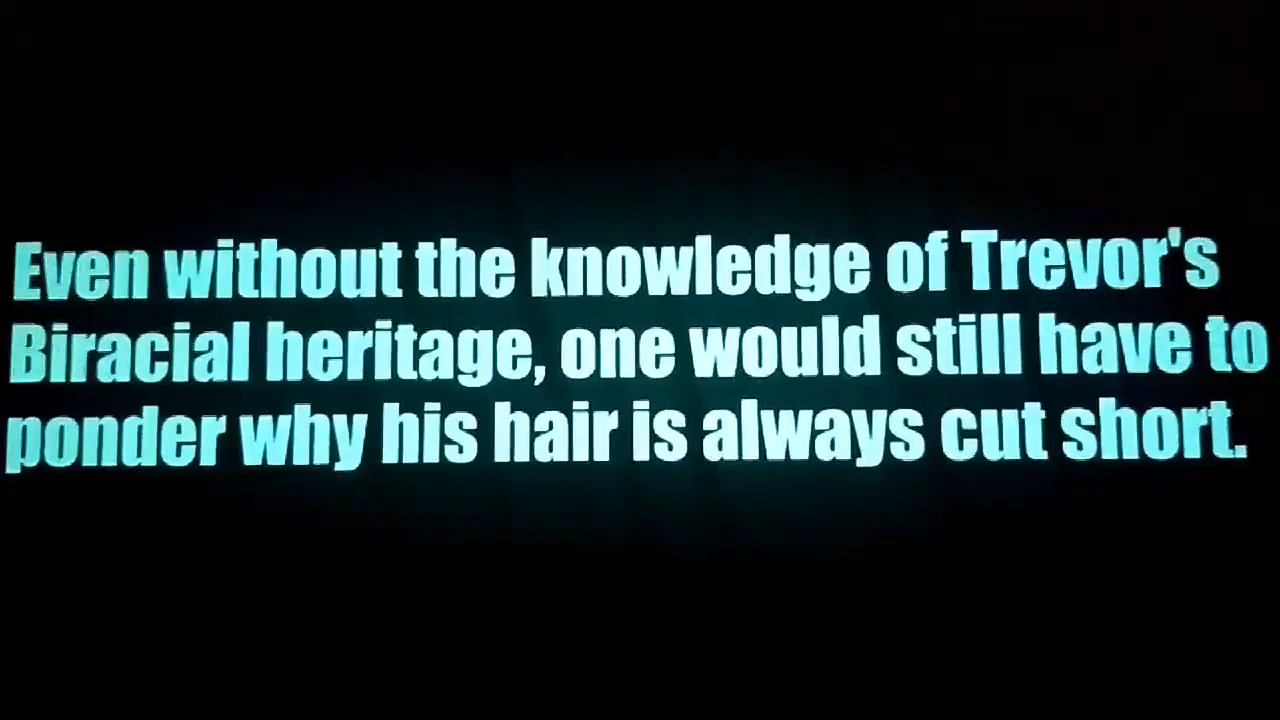 Even without the knowledge of Trevor's
Biracial heritage, one would still have to
ponder why his hair is always cut short.